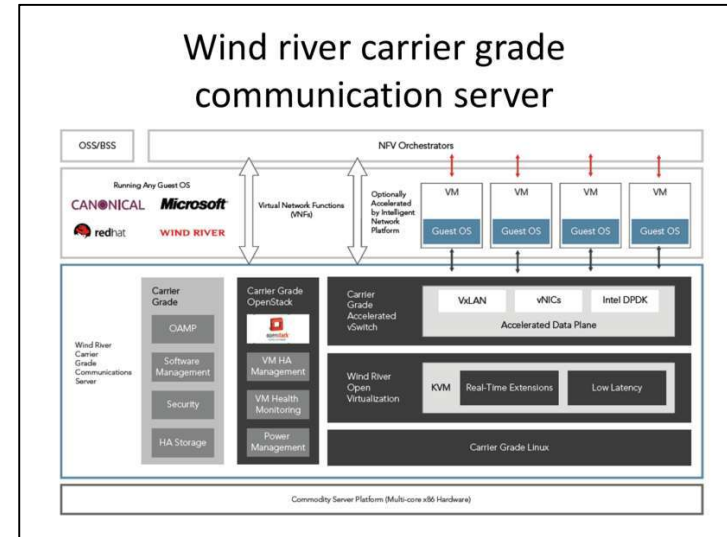 Wind river carrier grade
communication server
OSS/BSS
NFV Orchestrators
Running Any Guest OS
CANONICAL
Microsoft
redhat
WIND RIVER
Virtual Network Functions
(VNFs)
Optionally
Accelerated
by Intelligent
Network
Platform
VM
Guest OS
VM
Guest OS
VM
Guest OS
VM
Guest OS
Wind River
Carrier
Grade
Communications
Server
Carrier
Grade
OAMP
Software
Management
Security
HA Storage
Carrier Grade
OpenStack
openstack
VM HA
Management
VM Health
Monitoring
Power
Management
Carrier
Grade
Accelerated
vSwitch
VxLAN
vNICs
Intel DPDK
Accelerated Data Plane
Wind River
Open
Virtualization
KVM
Real-Time Extensions
Low Latency
Carrier Grade Linux
Commodity Server Platform (Multi-core x86 Hardware)